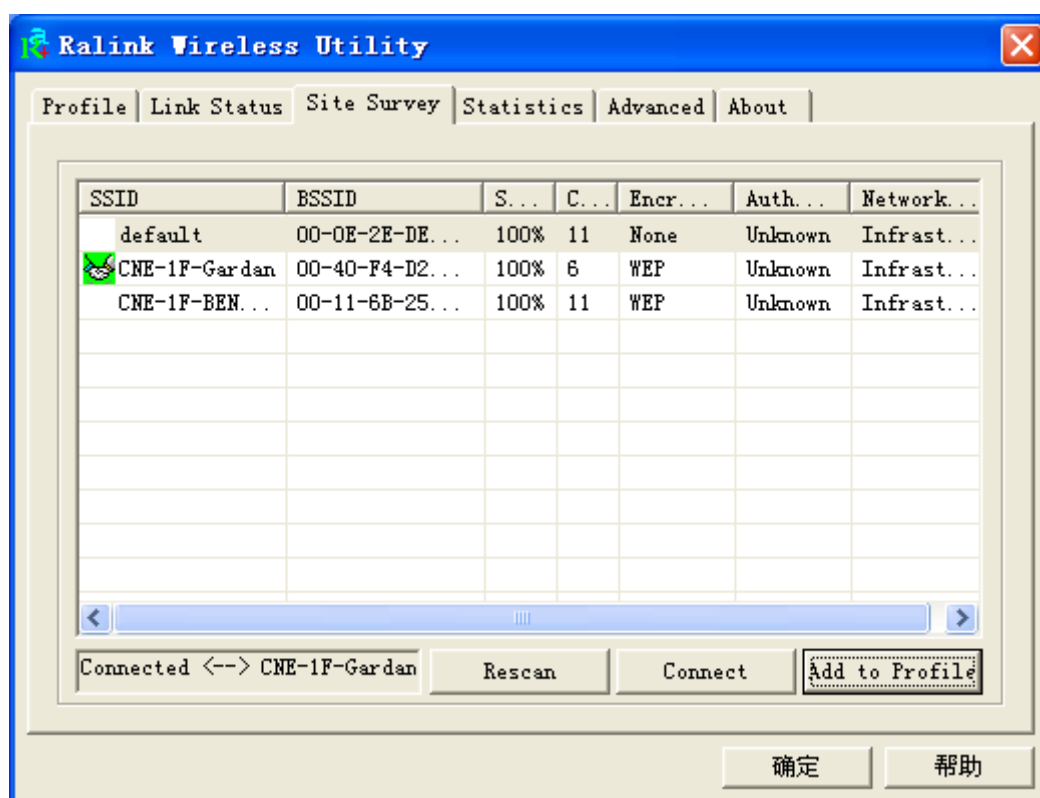 Ralink Wireless Utility
Profile Link Status Site Survey Statistics Advanced About
SSID BSSID S... C... Encr... Auth... Network...
default 00-0E-2E-DE... 100% 11 None Unknown Infrast...
CNE-1F-Gardan 00-40-F4-D2... 100% 6 WEP Unknown Infrast...
CNE-1F-BEN... 00-11-6B-25... 100% 11 WEP Unknown Infrast...
Connected <--> CNE-1F-Gardan Rescan Connect Add to Profile
确定 帮助